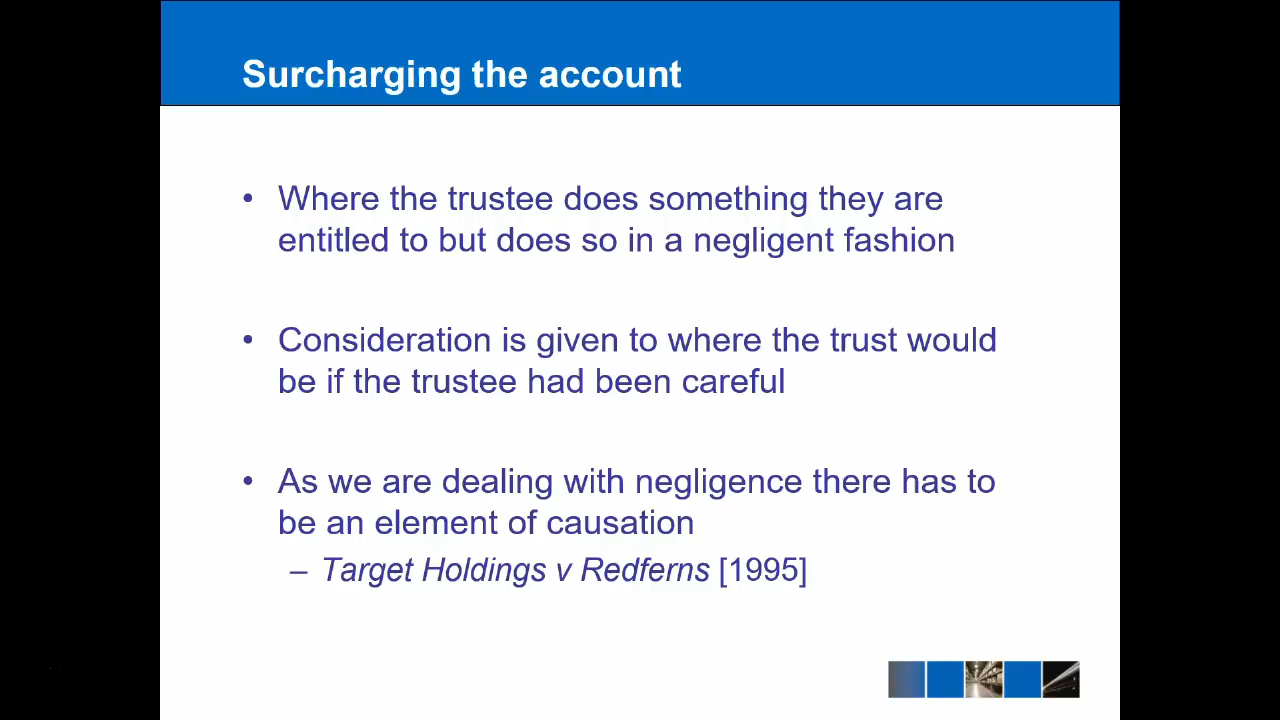 Surcharging the account
• Where the trustee does something they are
entitled to but does so in a negligent fashion
• Consideration is given to where the trust would
be if the trustee had been careful
• As we are dealing with negligence there has to
be an element of causation
– Target Holdings v Redferns [1995]